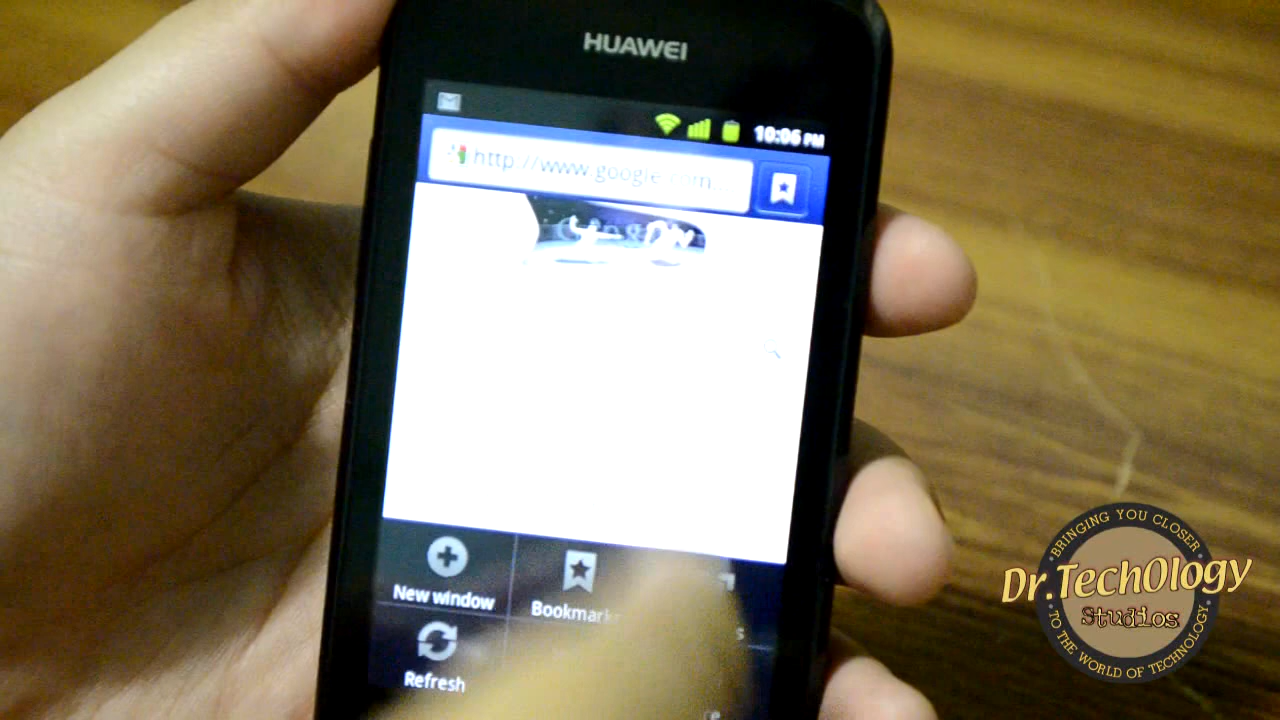 HUAWEI
10:06 PM
http://www.google.com...
New window
Bookmark
Refresh
BRINGING YOU CLOSER
Dr.TechOlogy
Studios
TO THE WORLD OF TECHNOLOGY